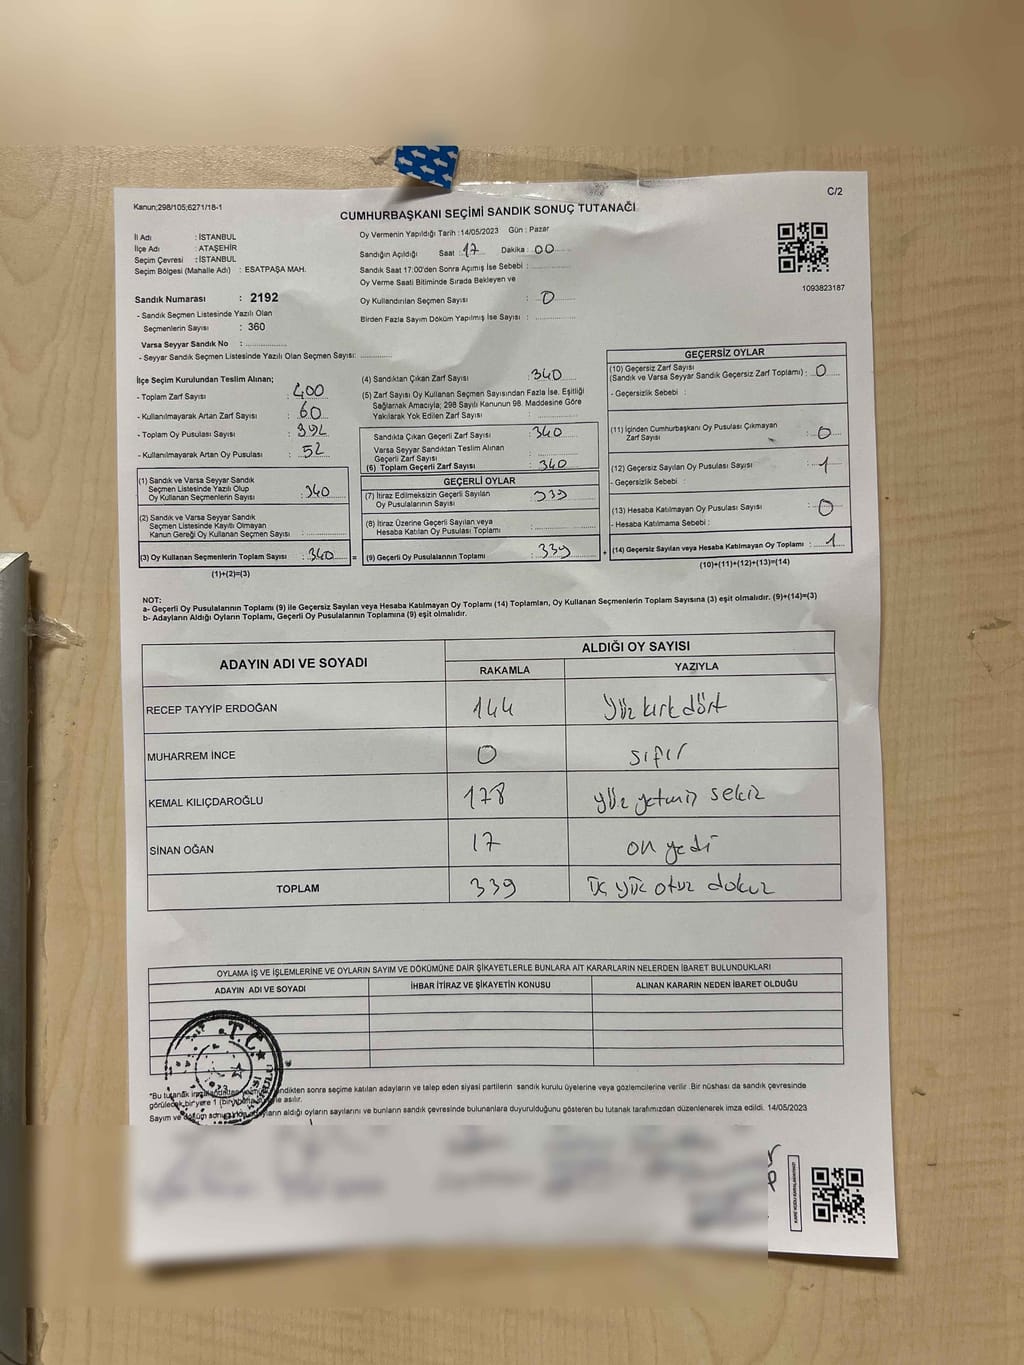 C/2
Kanun;298/105;6271/18-1
CUMHURBAŞKANI SEÇİMİ SANDIK SONUÇ TUTANAĞI
İl Adı : İSTANBUL
İlçe Adı : ATAŞEHİR
Seçim Çevresi : İSTANBUL
Seçim Bölgesi (Mahalle Adı) : ESATPAŞA MAH.
Sandık Numarası : 2192
- Sandık Seçmen Listesinde Yazılı Olan
Seçmenlerin Sayısı : 360
Varsa Seyyar Sandık No :
- Seyyar Sandık Seçmen Listesinde Yazılı Olan Seçmen Sayısı:
Oy Vermenin Yapıldığı Tarih :14/05/2023 Gün : Pazar
Sandığın Açıldığı Saat : 17 Dakika : 00
Sandık Saat 17:00'den Sonra Açımış İse Sebebi :
Oy Verme Saati Bitiminde Sırada Bekleyen ve
Oy Kullandırılan Seçmen Sayısı : 0
Birden Fazla Sayım Döküm Yapılmış İse Sayısı :
1093823187
İlçe Seçim Kurulundan Teslim Alınan;
- Toplam Zarf Sayısı : 400
- Kullanılmayarak Artan Zarf Sayısı : 60
- Toplam Oy Pusulası Sayısı : 392
- Kullanılmayarak Artan Oy Pusulası : 52
(1) Sandık ve Varsa Seyyar Sandık
Seçmen Listesinde Yazılı Olup
Oy Kullanan Seçmenlerin Sayısı : 340
(2) Sandık ve Varsa Seyyar Sandık
Seçmen Listesinde Kayıtlı Olmayan
Kanun Gereği Oy Kullanan Seçmen Sayısı :
(3) Oy Kullanan Seçmenlerin Toplam Sayısı : 340 =
(1)+(2)=(3)
(4) Sandıktan Çıkan Zarf Sayısı : 340
(5) Zarf Sayısı Oy Kullanan Seçmen Sayısından Fazla İse, Eşitliği
Sağlamak Amacıyla; 298 Sayılı Kanunun 98. Maddesine Göre
Yakılarak Yok Edilen Zarf Sayısı :
Sandıkta Çıkan Geçerli Zarf Sayısı : 340
Varsa Seyyar Sandıktan Teslim Alınan
Geçerli Zarf Sayısı :
(6) Toplam Geçerli Zarf Sayısı : 340
GEÇERLİ OYLAR
(7) İtiraz Edilmeksizin Geçerli Sayılan
Oy Pusulalarının Sayısı : 339
(8) İtiraz Üzerine Geçerli Sayılan veya
Hesaba Katılan Oy Pusulası Toplamı :
(9) Geçerli Oy Pusulalarının Toplamı : 339 +
GEÇERSİZ OYLAR
(10) Geçersiz Zarf Sayısı
(Sandık ve Varsa Seyyar Sandık Geçersiz Zarf Toplamı) : 0
- Geçersizlik Sebebi :
(11) İçinden Cumhurbaşkanı Oy Pusulası Çıkmayan
Zarf Sayısı : 0
(12) Geçersiz Sayılan Oy Pusulası Sayısı : 1
- Geçersizlik Sebebi :
(13) Hesaba Katılmayan Oy Pusulası Sayısı : 0
- Hesaba Katılmama Sebebi :
(14) Geçersiz Sayılan veya Hesaba Katılmayan Oy Toplamı : 1
(10)+(11)+(12)+(13)=(14)
NOT:
a- Geçerli Oy Pusulalarının Toplamı (9) ile Geçersiz Sayılan veya Hesaba Katılmayan Oy Toplamı (14) Toplamları, Oy Kullanan Seçmenlerin Toplam Sayısına (3) eşit olmalıdır. (9)+(14)=(3)
b- Adayların Aldığı Oyların Toplamı, Geçerli Oy Pusulalarının Toplamına (9) eşit olmalıdır.
ADAYIN ADI VE SOYADI ALDIĞI OY SAYISI
RAKAMLA YAZIYLA
RECEP TAYYİP ERDOĞAN 144 Yüz kırk dört
MUHARREM İNCE 0 sıfır
KEMAL KILIÇDAROĞLU 178 yüz yetmiş sekiz
SİNAN OĞAN 17 on yedi
TOPLAM 339 üç yüz otuz dokuz
OYLAMA İŞ VE İŞLEMLERİNE VE OYLARIN SAYIM VE DÖKÜMÜNE DAİR ŞİKAYETLERLE BUNLARA AİT KARARLARIN NELERDEN İBARET BULUNDUKLARI
ADAYIN ADI VE SOYADI İHBAR İTİRAZ VE ŞİKAYETİN KONUSU ALINAN KARARIN NEDEN İBARET OLDUĞU
T.C.
*Bu tutanak sonra seçime katılan adayların ve talep eden siyasi partilerin sandık kurulu üyelerine veya gözlemcilerine verilir .Bir nüshası da sandık çevresinde
görülecek bir yere 1 asılır.
Sayım ve döküm aldığı oyların sayılarını ve bunların sandık çevresinde bulunanlara duyurulduğunu gösteren bu tutanak tarafımızdan düzenlenerek imza edildi. 14/05/2023